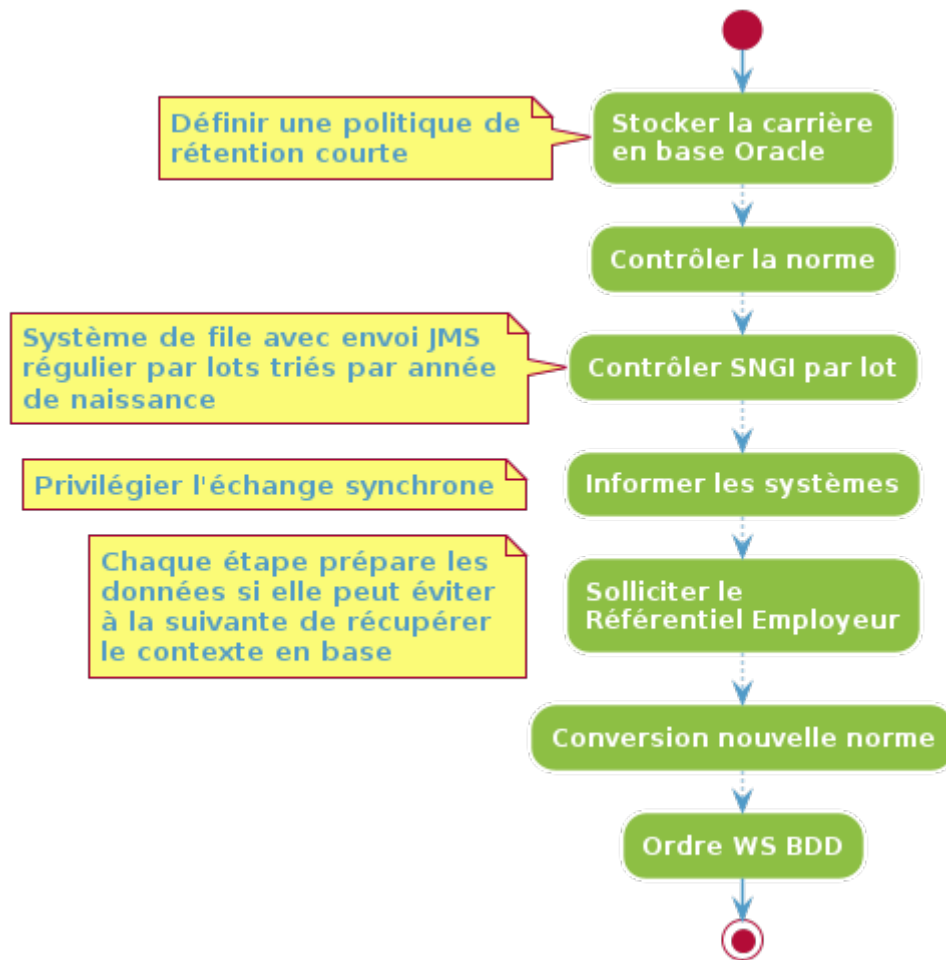 Définir une politique de
rétention courte
Stocker la carrière
en base Oracle
Contrôler la norme
Système de file avec envoi JMS
régulier par lots triés par année
de naissance
Contrôler SNGI par lot
Privilégier l'échange synchrone
Informer les systèmes
Chaque étape prépare les
données si elle peut éviter
à la suivante de récupérer
le contexte en base
Solliciter le
Référentiel Employeur
Conversion nouvelle norme
Ordre WS BDD